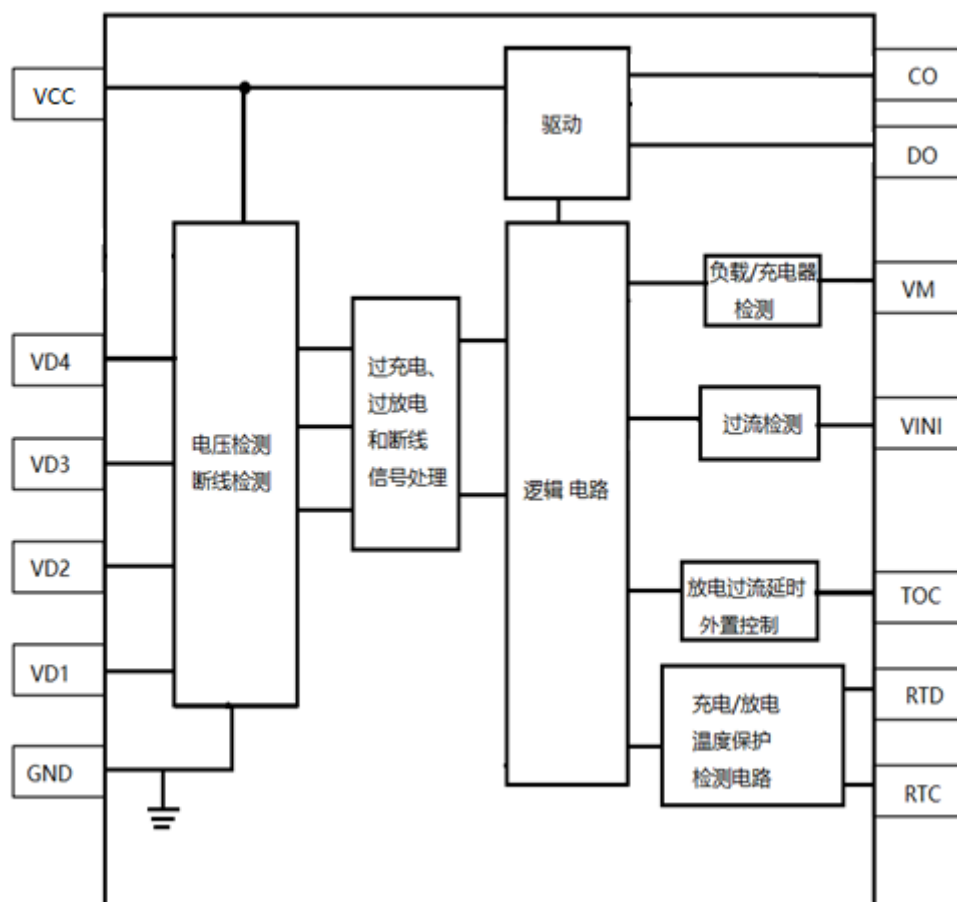 VCC
VD4
VD3
VD2
VD1
GND
电压检测
断线检测
过充电、
过放电
和断线
信号处理
驱动
逻辑 电路
负载/充电器
检测
过流检测
放电过流延时
外置控制
充电/放电
温度保护
检测电路
CO
DO
VM
VINI
TOC
RTD
RTC